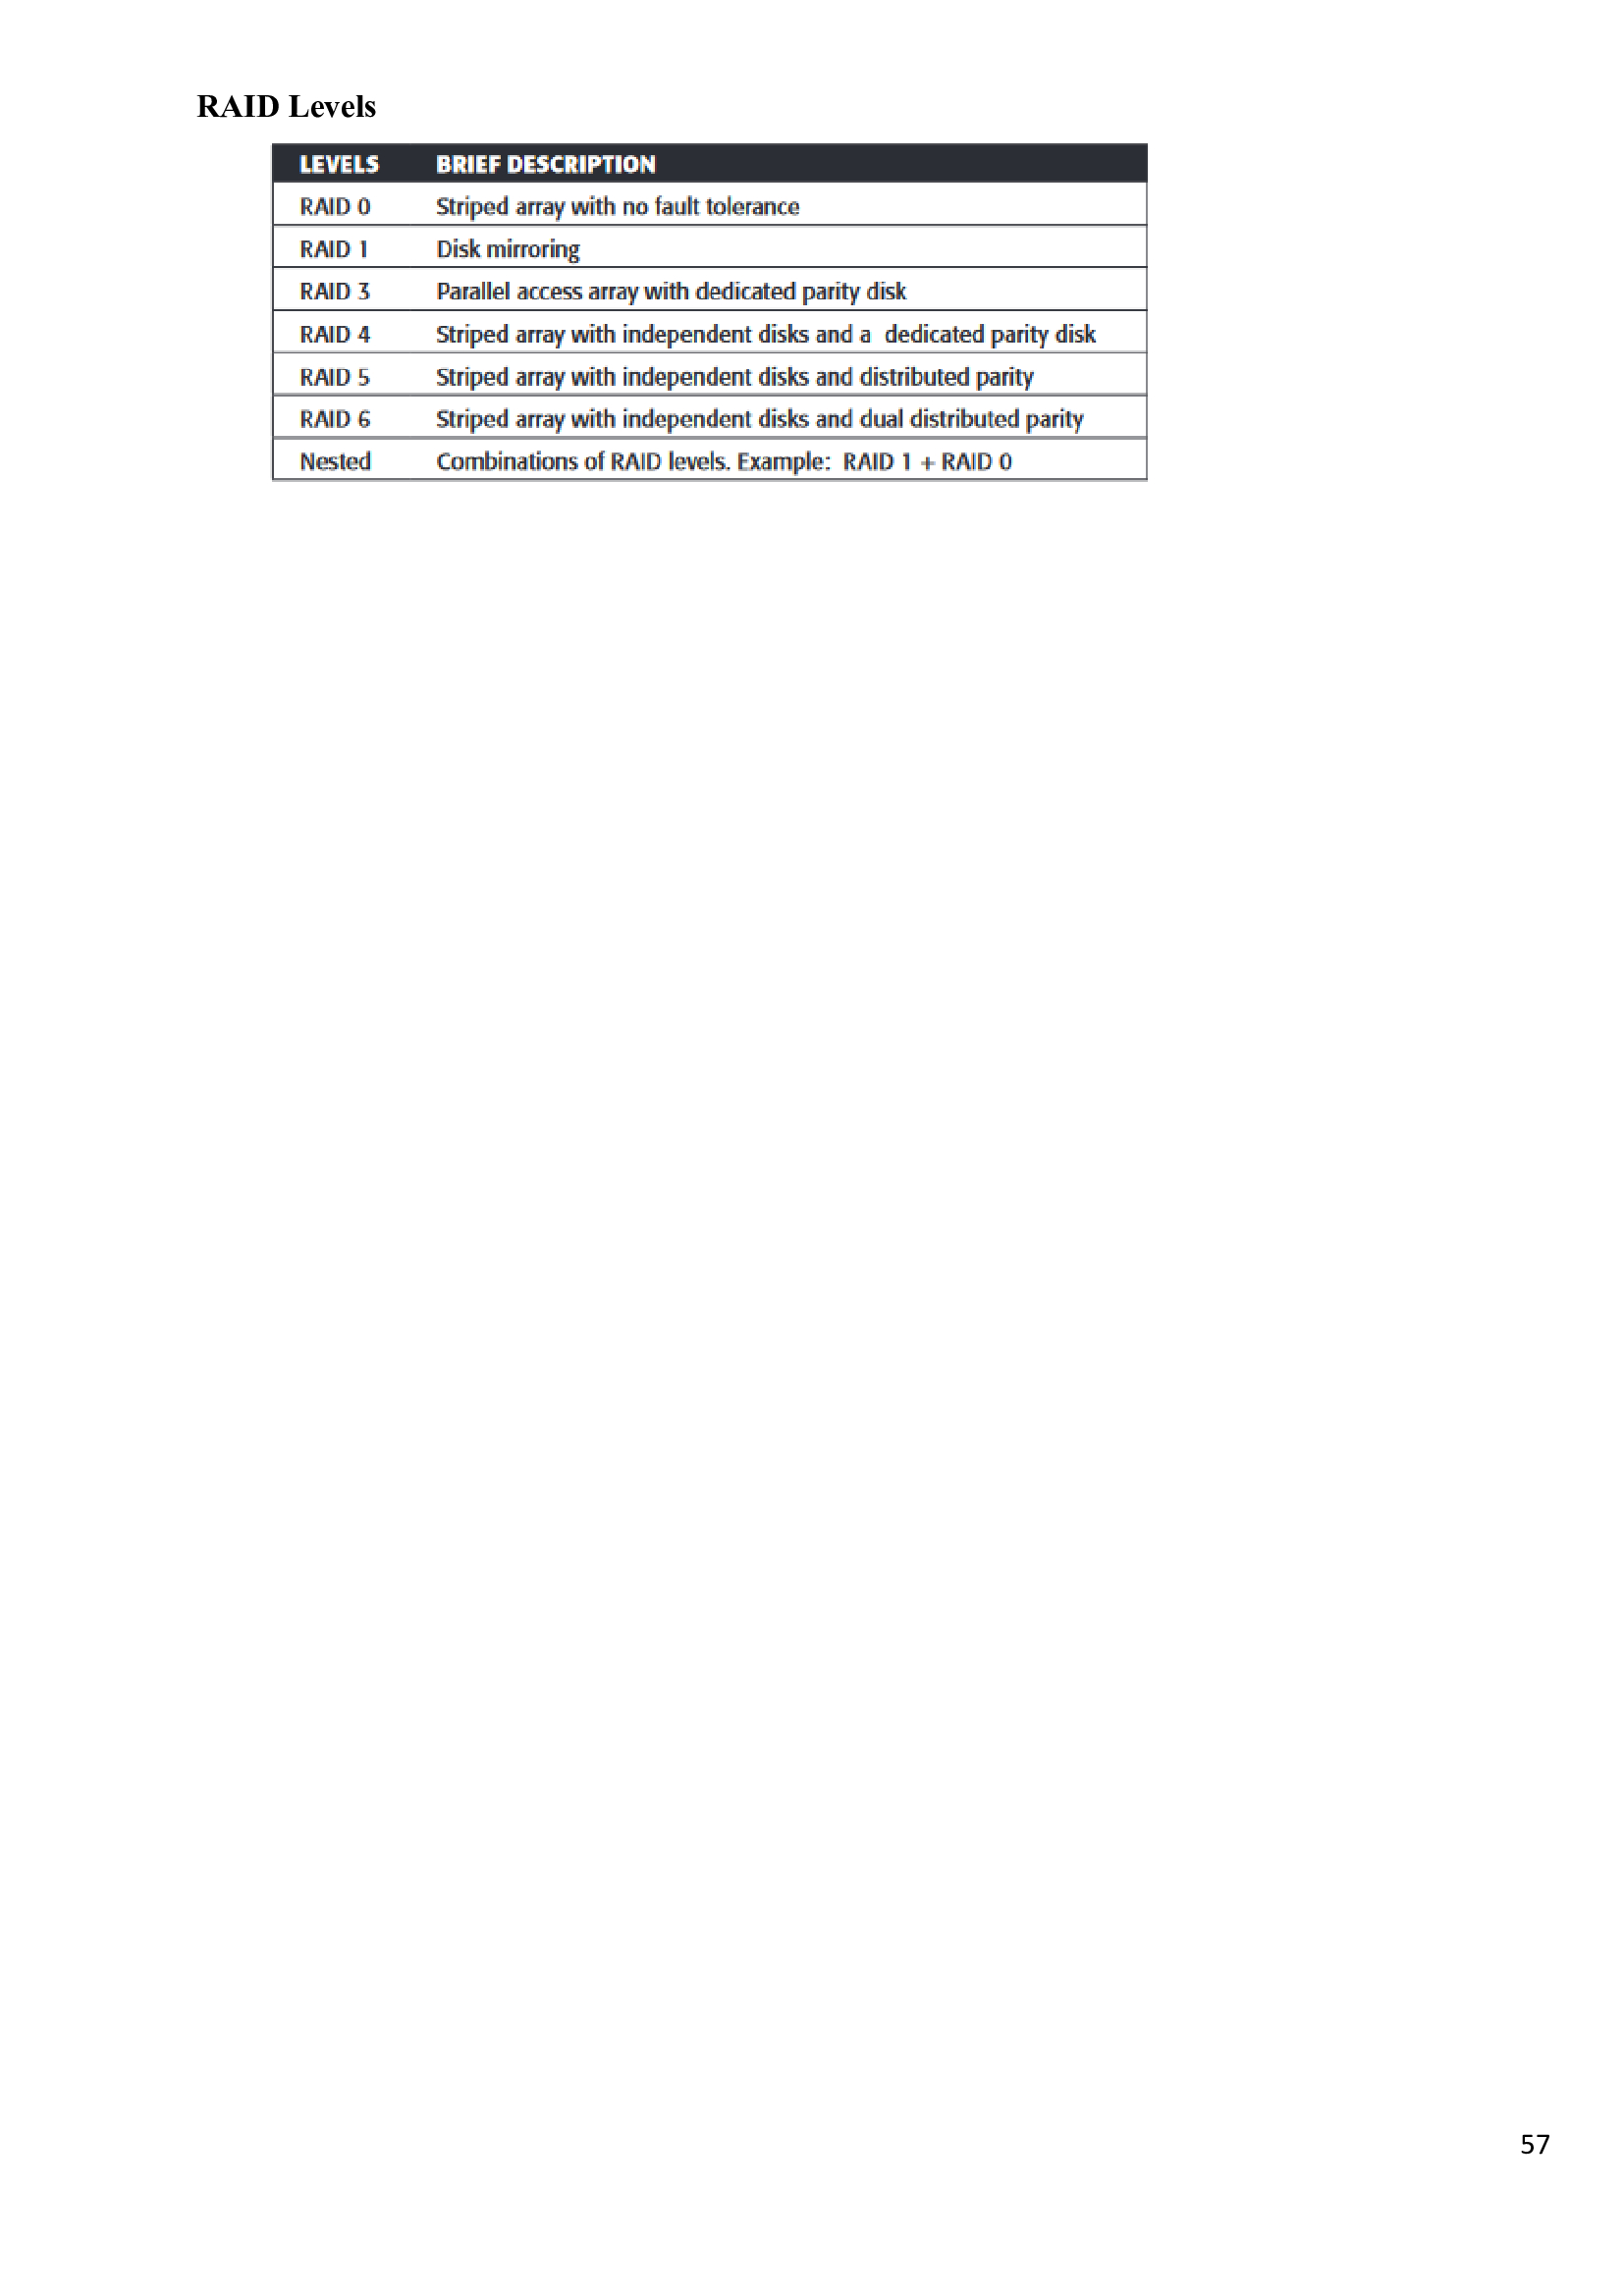 RAID Levels
LEVELS BRIEF DESCRIPTION
RAID 0 Striped array with no fault tolerance
RAID 1 Disk mirroring
RAID 3 Parallel access array with dedicated parity disk
RAID 4 Striped array with independent disks and a dedicated parity disk
RAID 5 Striped array with independent disks and distributed parity
RAID 6 Striped array with independent disks and dual distributed parity
Nested Combinations of RAID levels. Example: RAID 1 + RAID 0
57